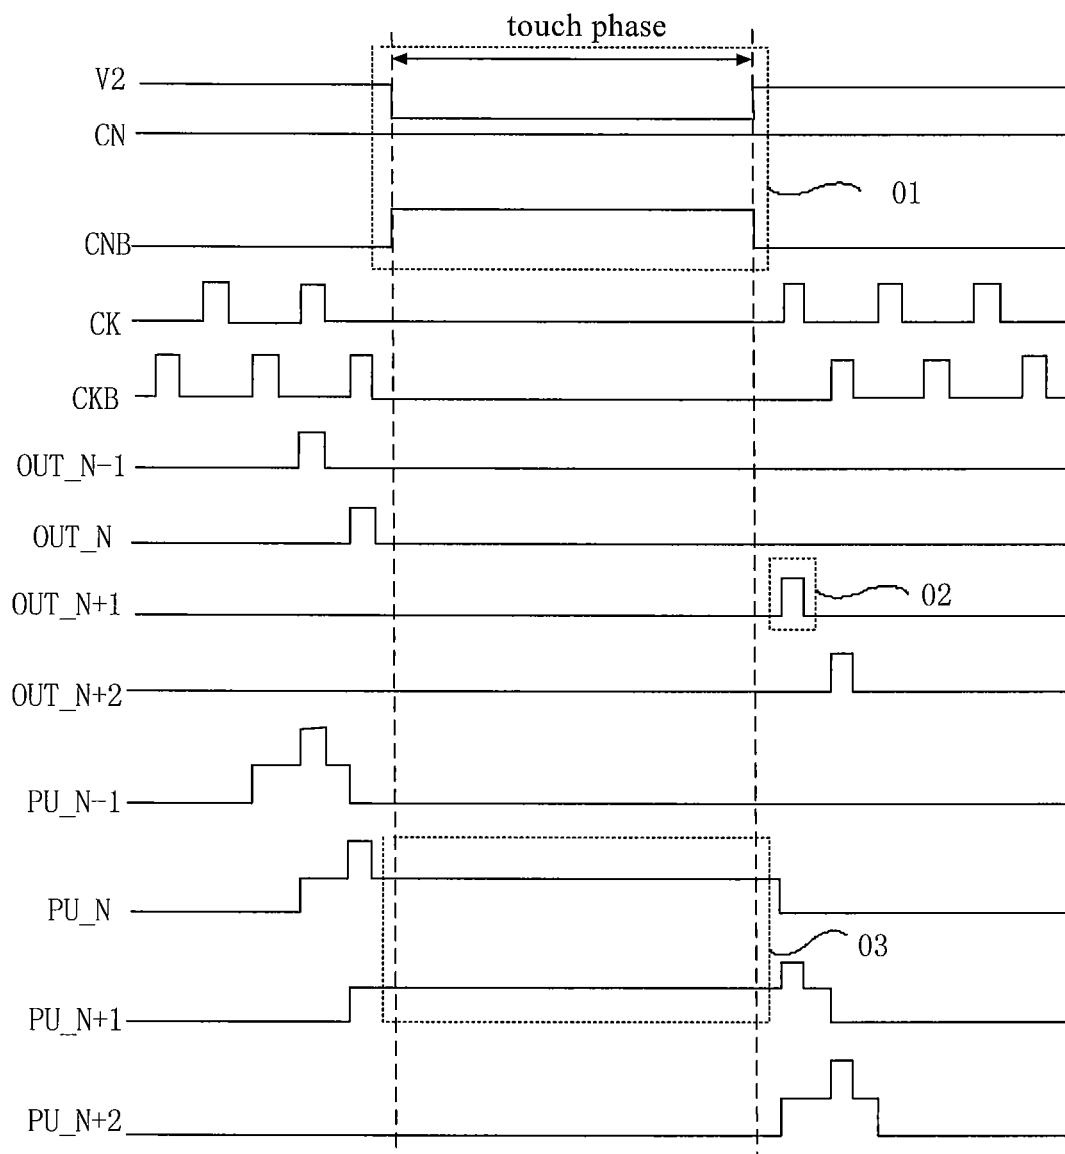 touch phase
V2
CN
01
CNB
CK
CKB
OUT_N-1
OUT_N
OUT_N+1
02
OUT_N+2
PU_N-1
PU_N
03
PU_N+1
PU_N+2